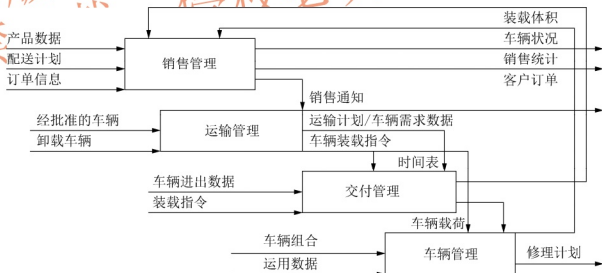 装载体积
产品数据
车辆状况
配送计划
销售管理
销售统计
订单信息
客户订单
销售通知
经批准的车辆
运输计划/车辆需求数据
运输管理
卸载车辆
车辆装载指令
时间表
车辆进出数据
交付管理
装载指令
车辆载荷
车辆组合
车辆管理
修理计划
运用数据